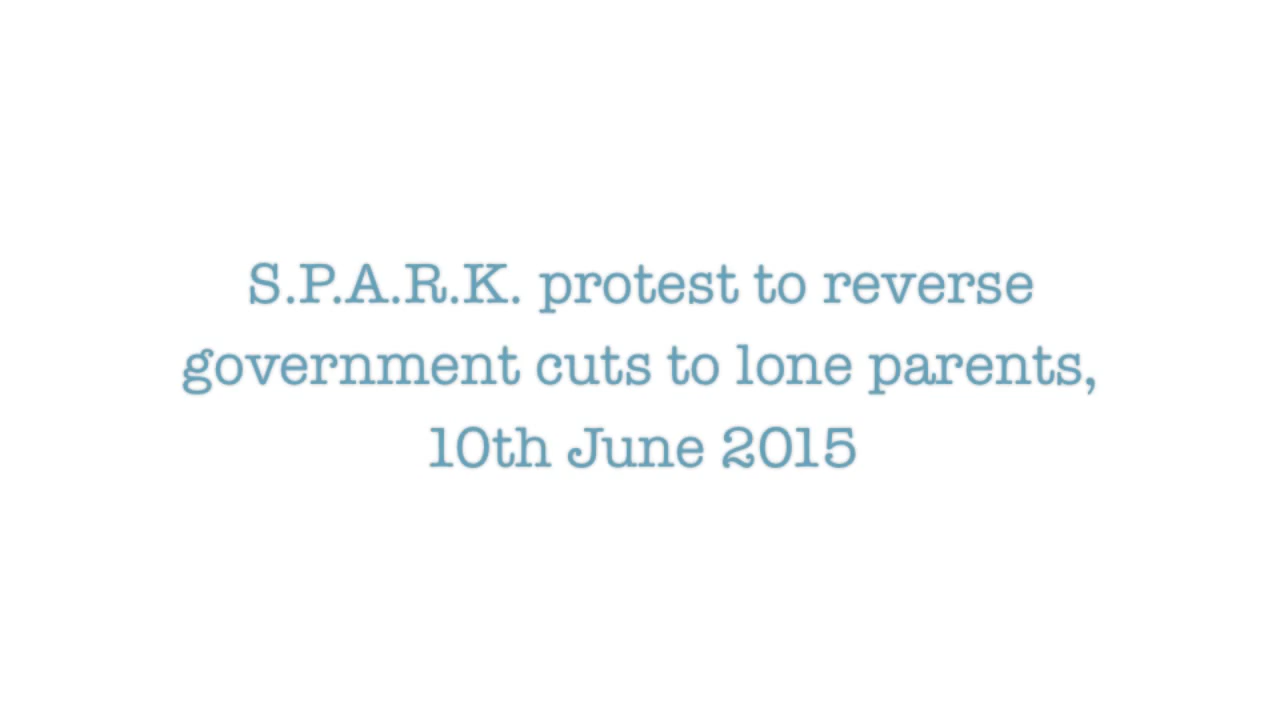 S.P.A.R.K. protest to reverse
government cuts to lone parents,
10th June 2015